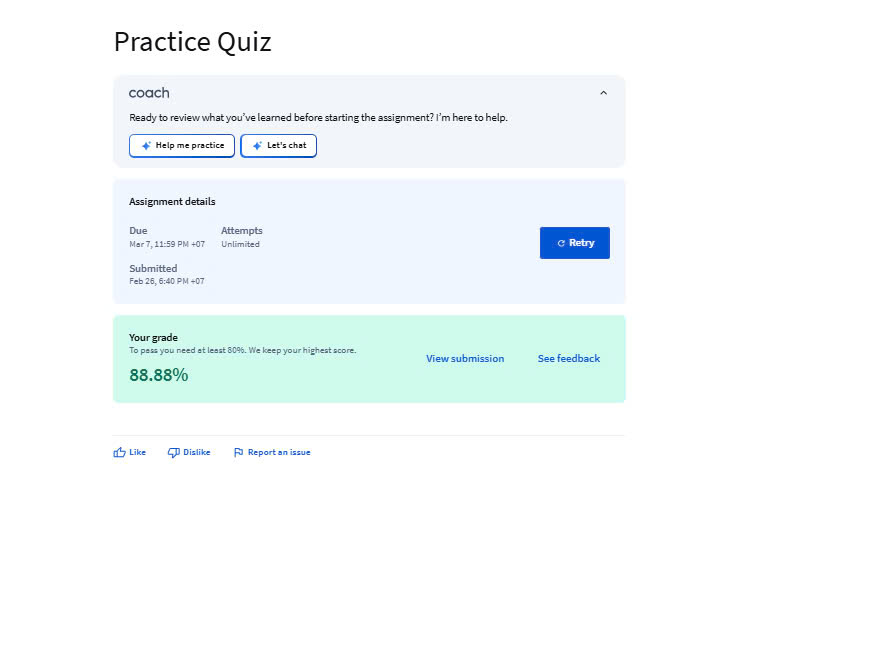 Practice Quiz
coach
Ready to review what you've learned before starting the assignment? I'm here to help.
Help me practice
Let's chat
Assignment details
Due
Attempts
Mar 7, 11:59 PM +07
Unlimited
Retry
Submitted
Feb 26, 6:40 PM +07
Your grade
To pass you need at least 80%. We keep your highest score.
88.88%
View submission
See feedback
Like
Dislike
Report an issue